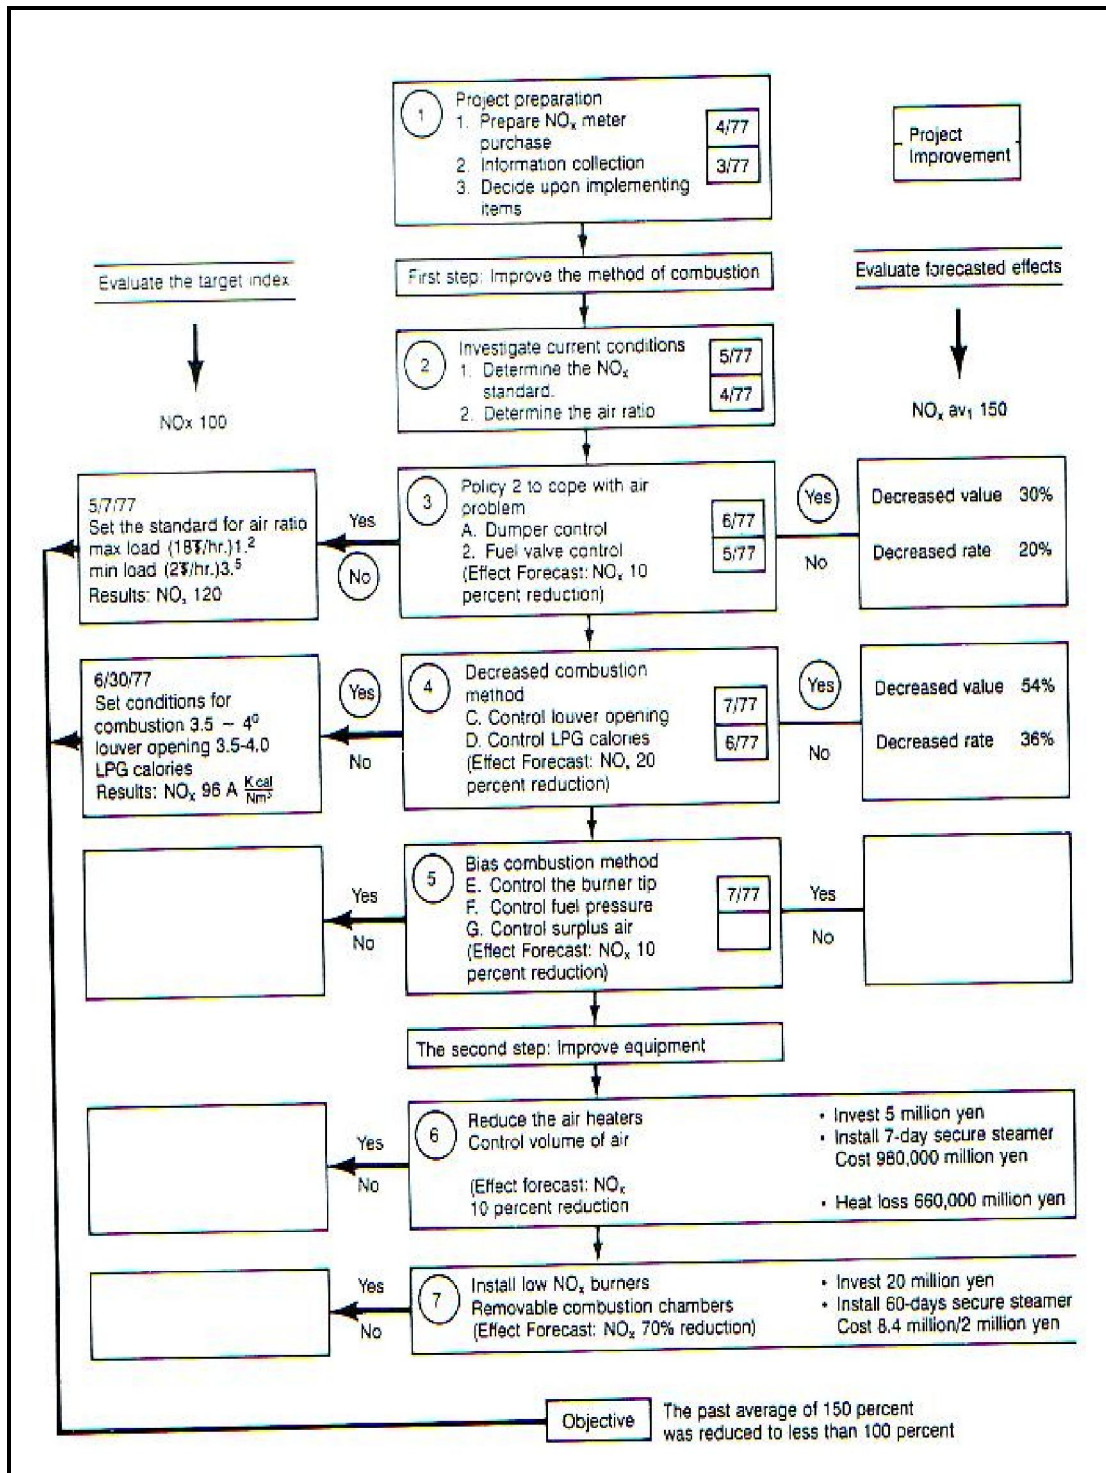 1
Project preparation
1. Prepare NOx meter
purchase
2. Information collection
3. Decide upon implementing
items
4/77
3/77
Project
Improvement
Evaluate the target index
First step: Improve the method of combustion
Evaluate forecasted effects
2
Investigate current conditions
1. Determine the NOx
standard.
2. Determine the air ratio
5/77
4/77
NOx 100
NOx av1 150
5/7/77
Set the standard for air ratio
max load (18T/hr.)1.2
min load (2T/hr.)3.5
Results: NOx 120
Yes
No
3
Policy 2 to cope with air
problem
A. Dumper control
2. Fuel valve control
(Effect Forecast: NOx 10
percent reduction)
6/77
5/77
Yes
No
Decreased value 30%
Decreased rate 20%
6/30/77
Set conditions for
combustion 3.5 – 40
louver opening 3.5-4.0
LPG calories
Results: NOx 96 A Kcal/Nm3
Yes
No
4
Decreased combustion
method
C. Control louver opening
D. Control LPG calories
(Effect Forecast: NOx 20
percent reduction)
7/77
6/77
Yes
No
Decreased value 54%
Decreased rate 36%
Yes
No
5
Bias combustion method
E. Control the burner tip
F. Control fuel pressure
G. Control surplus air
(Effect Forecast: NOx 10
percent reduction)
7/77
Yes
No
The second step: Improve equipment
Yes
No
6
Reduce the air heaters
Control volume of air
(Effect forecast: NOx
10 percent reduction
• Invest 5 million yen
• Install 7-day secure steamer
Cost 980,000 million yen
• Heat loss 660,000 million yen
Yes
No
7
Install low NOx burners
Removable combustion chambers
(Effect Forecast: NOx 70% reduction)
• Invest 20 million yen
• Install 60-days secure steamer
Cost 8.4 million/2 million yen
Objective
The past average of 150 percent
was reduced to less than 100 percent